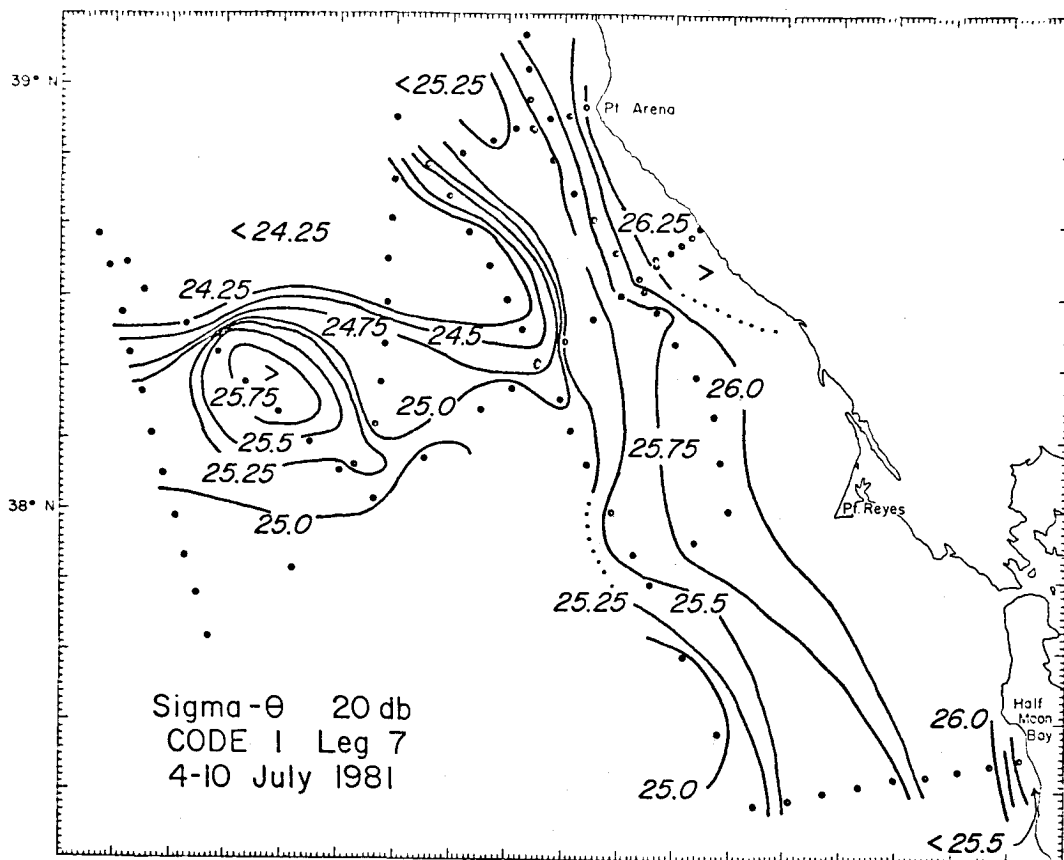 39° N
<25.25
Pt. Arena
26.25
>
<24.25
24.25
24.75
24.5
>
25.75
25.0
26.0
25.5
25.75
25.25
38° N
25.0
Pt. Reyes
25.25
25.5
Sigma-θ 20 db
CODE 1 Leg 7
4-10 July 1981
26.0
Half
Moon
Bay
25.0
<25.5